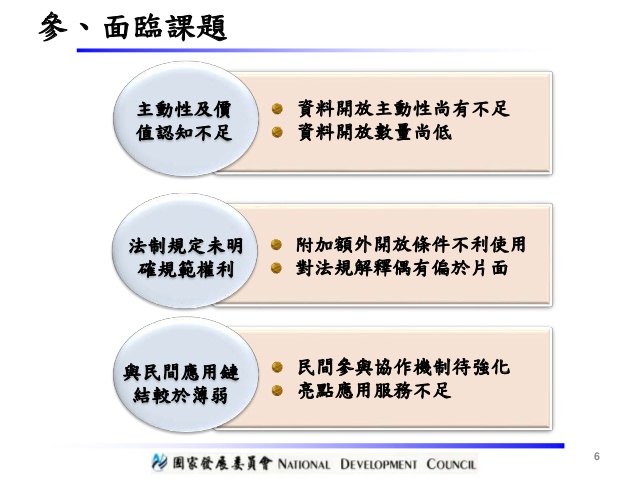 參、面臨課題
主動性及價
值認知不足
資料開放主動性尚有不足
資料開放數量尚低
法制規定未明
確規範權利
附加額外開放條件不利使用
對法規解釋偶有偏於片面
與民間應用鏈
結較於薄弱
民間參與協作機制待強化
亮點應用服務不足
國家發展委員會 NATIONAL DEVELOPMENT COUNCIL
6